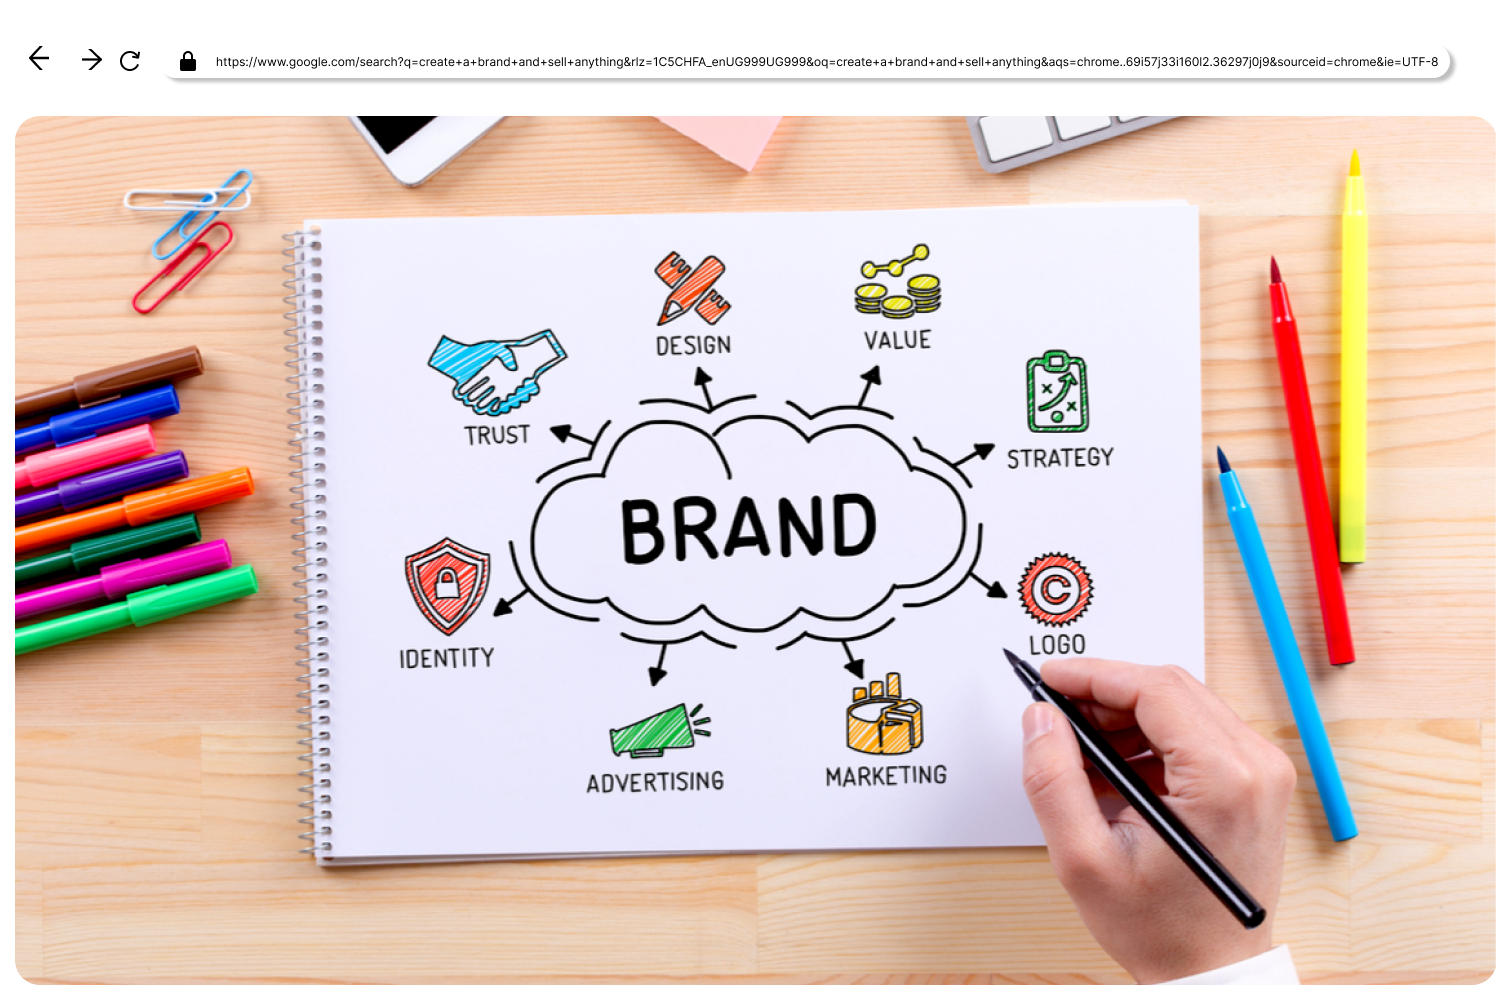 https://www.google.com/search?q=create+a+brand+and+sell+anything&rlz=1C5CHFA_enUG999UG999&oq=create+a+brand+and+sell+anything&aqs=chrome..69i57j33i160l2.36297j0j9&sourceid=chrome&ie=UTF-8
DESIGN
VALUE
TRUST
STRATEGY
BRAND
IDENTITY
LOGO
ADVERTISING
MARKETING